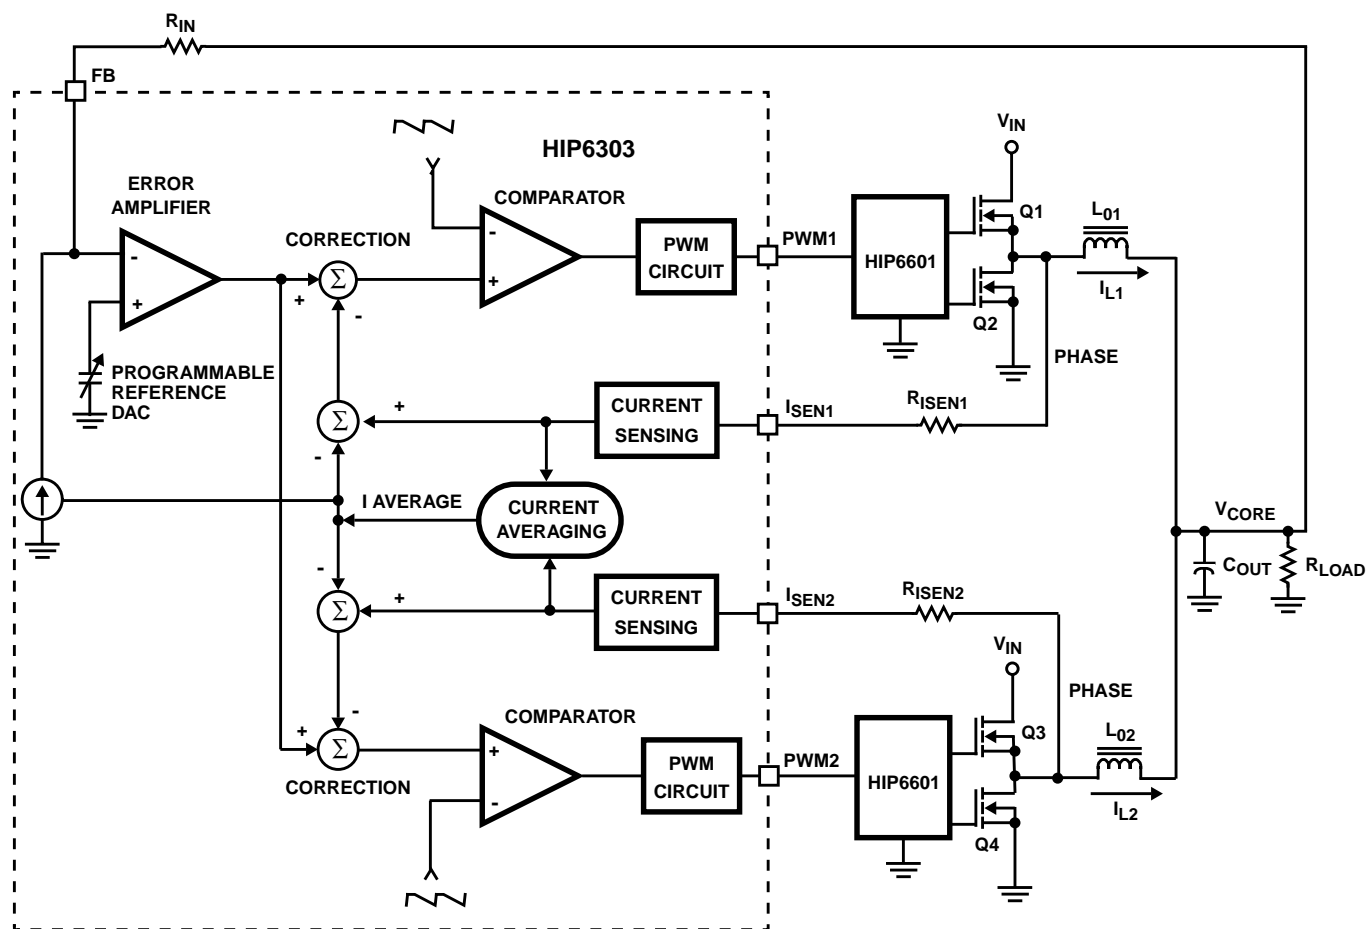 RIN
FB
HIP6303
VIN
ERROR
AMPLIFIER
COMPARATOR
Q1
L01
CORRECTION
-
PWM
CIRCUIT
PWM1
HIP6601
-
+
Σ
+
+
-
IL1
Q2
PROGRAMMABLE
REFERENCE
DAC
PHASE
CURRENT
SENSING
ISEN1
RISEN1
+
Σ
-
I AVERAGE
CURRENT
AVERAGING
VCORE
COUT
RLOAD
-
+
Σ
CURRENT
SENSING
ISEN2
RISEN2
VIN
PHASE
-
COMPARATOR
Q3
L02
+
Σ
+
-
PWM
CIRCUIT
PWM2
HIP6601
CORRECTION
IL2
Q4